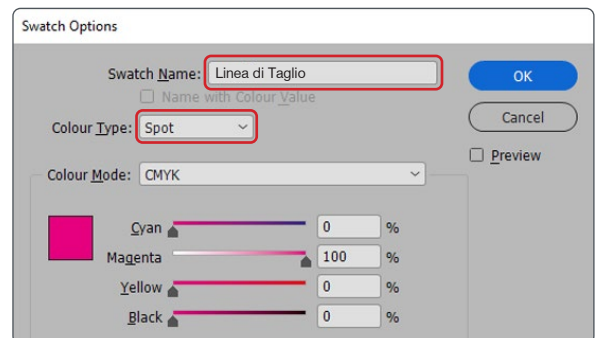 Swatch Options
Swatch Name: Linea di Taglio
OK
Name with Colour Value
Cancel
Colour Type: Spot
Preview
Colour Mode: CMYK
Cyan 0 %
Magenta 100 %
Yellow 0 %
Black 0 %